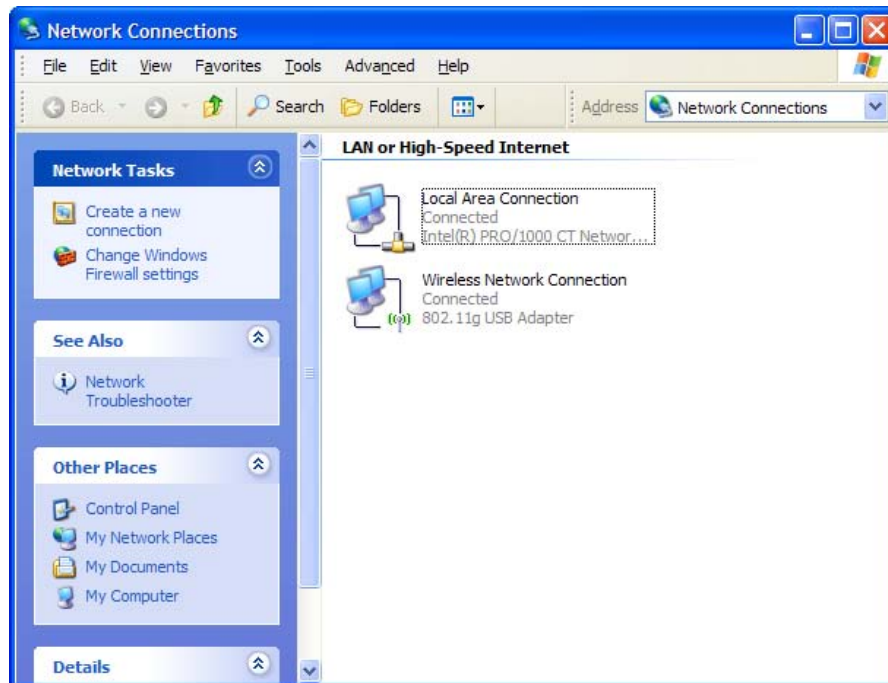 Network Connections
File Edit View Favorites Tools Advanced Help
Back Search Folders Address Network Connections
Network Tasks
Create a new
connection
Change Windows
Firewall settings
See Also
Network
Troubleshooter
Other Places
Control Panel
My Network Places
My Documents
My Computer
Details
LAN or High-Speed Internet
Local Area Connection
Connected
Intel(R) PRO/1000 CT Networ...
Wireless Network Connection
Connected
802.11g USB Adapter